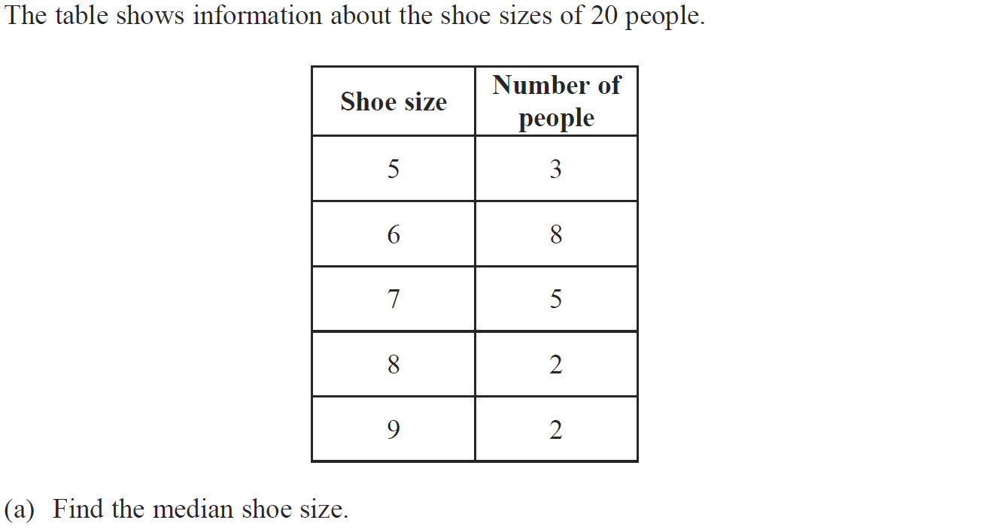 The table shows information about the shoe sizes of 20 people.
Shoe size Number of people
5 3
6 8
7 5
8 2
9 2
(a) Find the median shoe size.